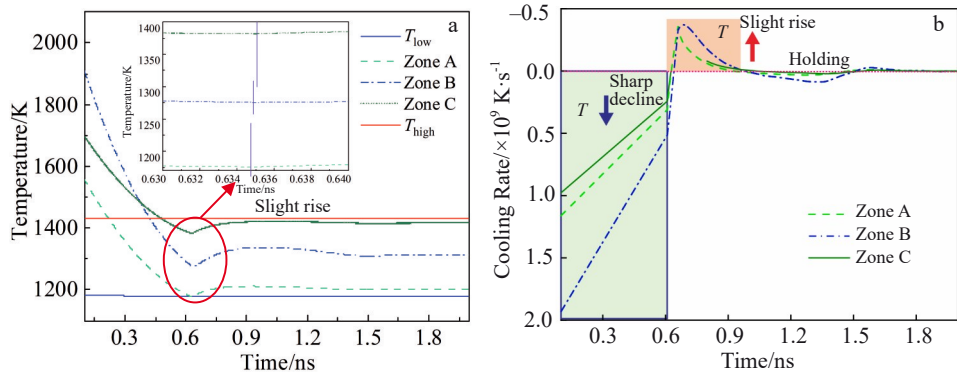 a
2000
1800
1600
1400
1200
Temperature/K
0.3 0.6 0.9 1.2 1.5 1.8
Time/ns
T_low
Zone A
Zone B
Zone C
T_high
Slight rise
1400
1350
1300
1250
1200
Temperature/K
0.630 0.632 0.634 0.636 0.638 0.640
Time/ns
b
−0.5
0.0
0.5
1.0
1.5
2.0
Cooling Rate/×10⁹ K·s⁻¹
0.3 0.6 0.9 1.2 1.5 1.8
Time/ns
T
Slight rise
Holding
T
Sharp
decline
Zone A
Zone B
Zone C